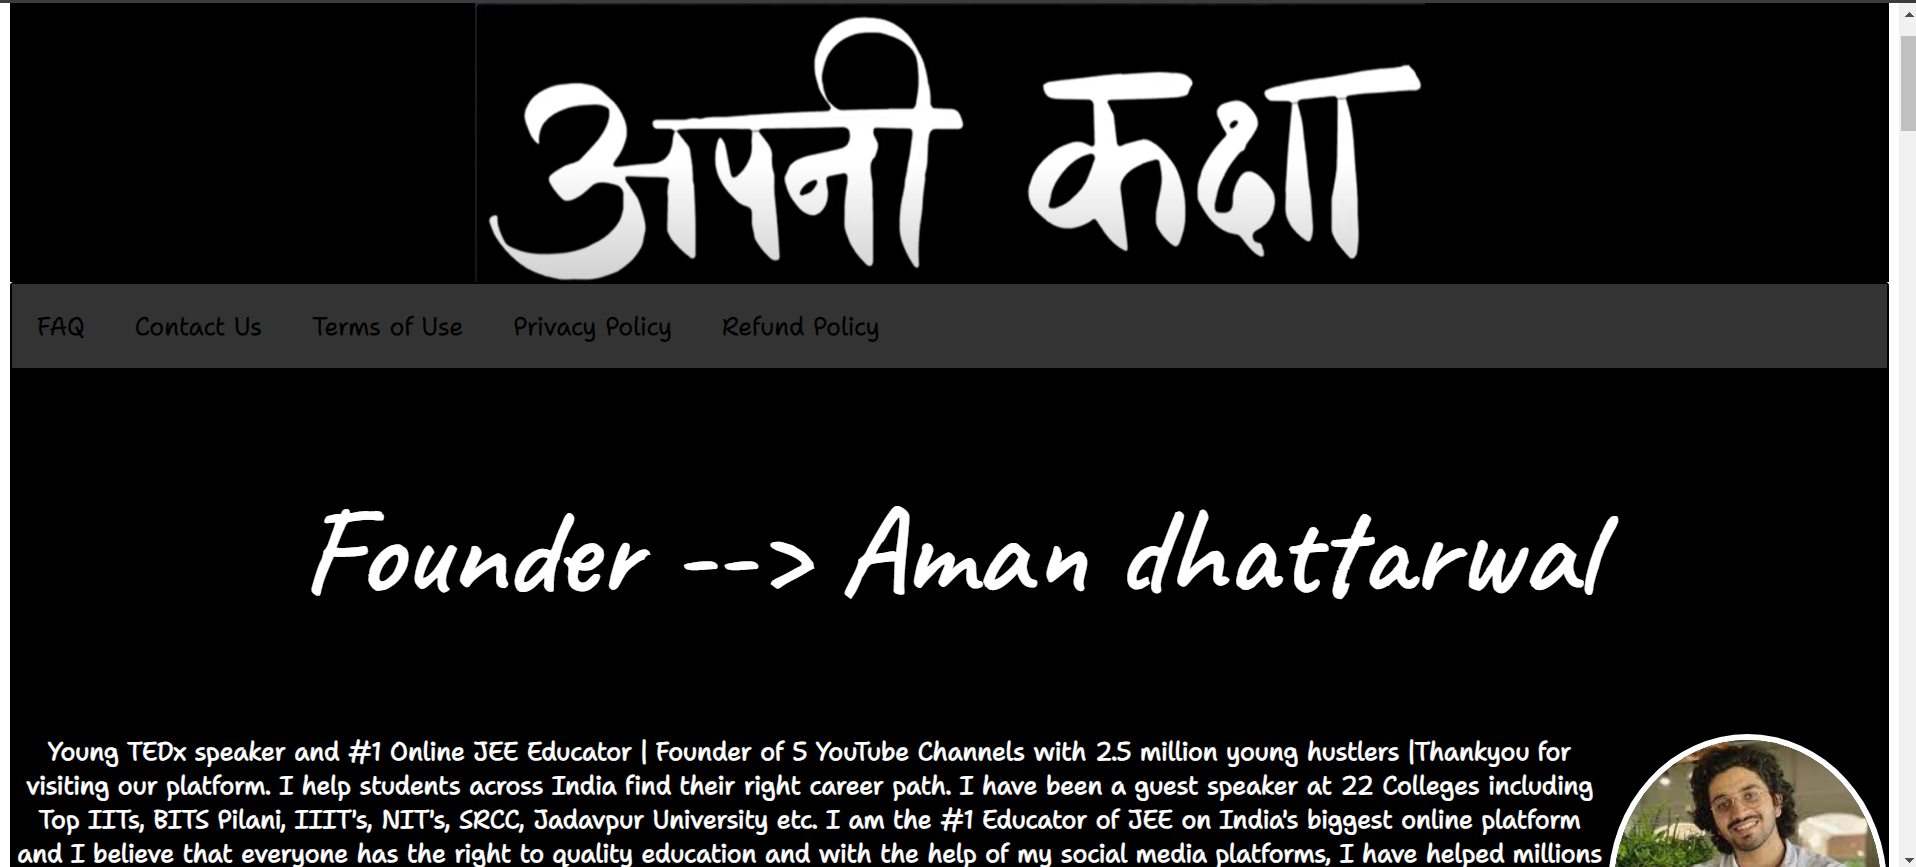 अपनी कक्षा
FAQ Contact Us Terms of Use Privacy Policy Refund Policy
Founder --> Aman dhattarwal
Young TEDx speaker and #1 Online JEE Educator | Founder of 5 YouTube Channels with 2.5 million young hustlers |Thankyou for
visiting our platform. I help students across India find their right career path. I have been a guest speaker at 22 Colleges including
Top IITs, BITS Pilani, IIIT's, NIT's, SRCC, Jadavpur University etc. I am the #1 Educator of JEE on India's biggest online platform
and I believe that everyone has the right to quality education and with the help of my social media platforms, I have helped millions